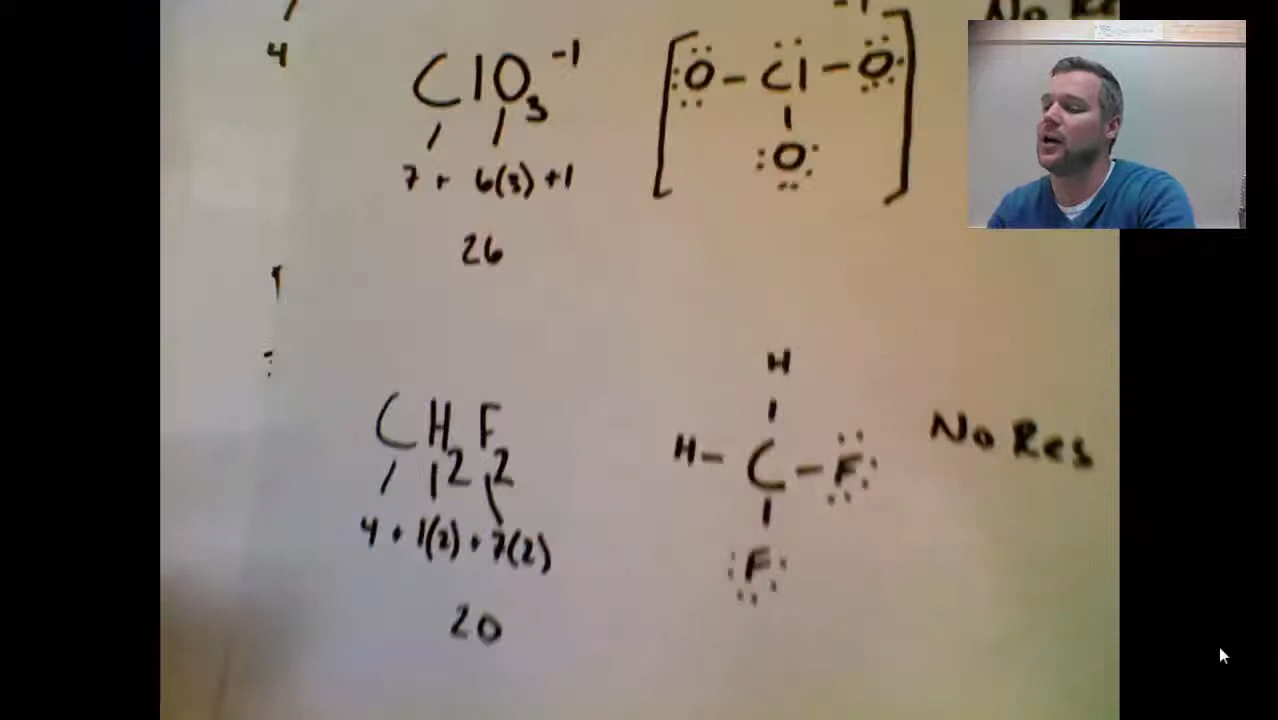 No Re
4
ClO3 -1
7 + 6(3) +1
26
-1
:O - Cl - O:
O
CH2F2
4 + 1(2) + 7(2)
20
H
H - C - F
F
No Res